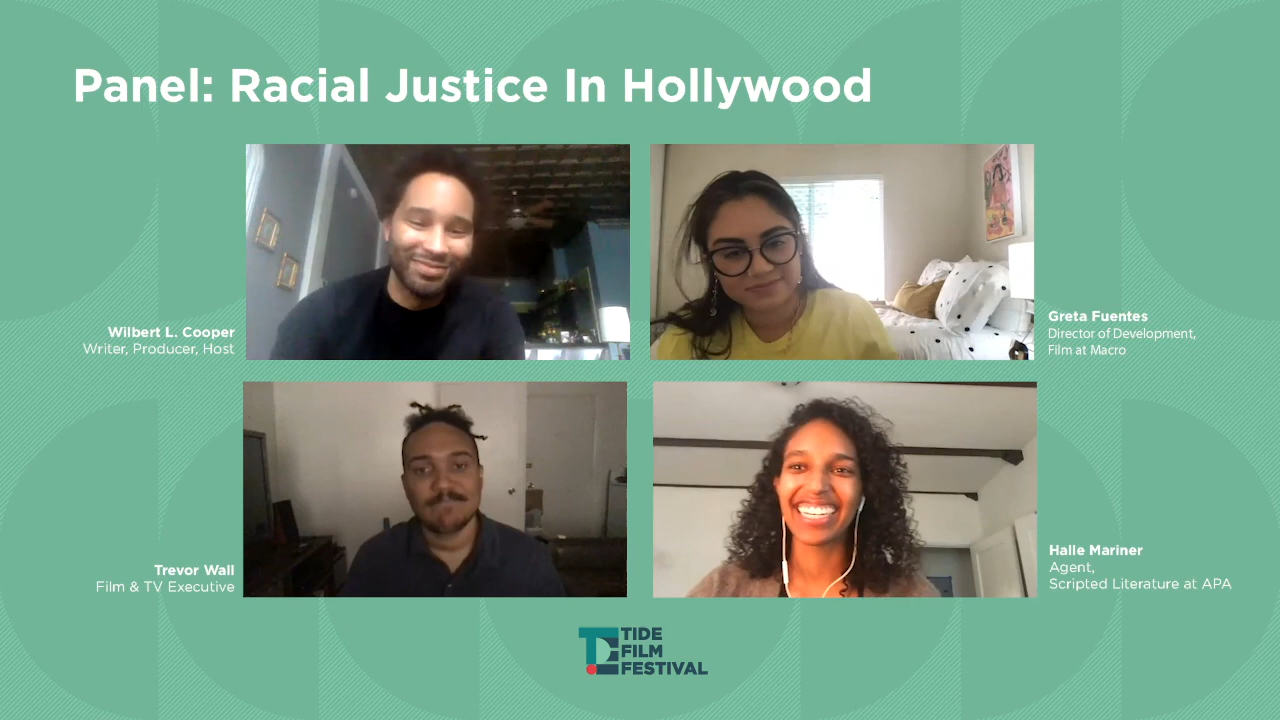 Panel: Racial Justice In Hollywood
Wilbert L. Cooper
Writer, Producer, Host
Greta Fuentes
Director of Development,
Film at Macro
Trevor Wall
Film & TV Executive
Halle Mariner
Agent,
Scripted Literature at APA
TIDE
FILM
FESTIVAL